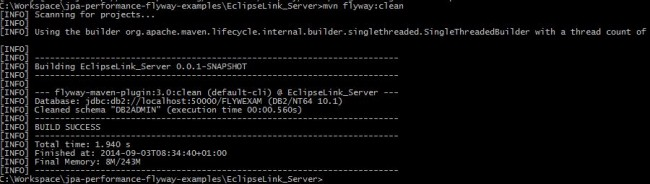 C:\Workspace\jpa-performance-flyway-examples\EclipseLink_Server>mvn flyway:clean
[INFO] Scanning for projects...
[INFO]
[INFO] Using the builder org.apache.maven.lifecycle.internal.builder.singlethreaded.SingleThreadedBuilder with a thread count of
[INFO]
[INFO] ------------------------------------------------------------------------
[INFO] Building EclipseLink_Server 0.0.1-SNAPSHOT
[INFO] ------------------------------------------------------------------------
[INFO]
[INFO] --- flyway-maven-plugin:3.0:clean (default-cli) @ EclipseLink_Server ---
[INFO] Database: jdbc:db2://localhost:50000/FLYWEXAM (DB2/NT64 10.1)
[INFO] Cleaned schema "DB2ADMIN" (execution time 00:00.560s)
[INFO] ------------------------------------------------------------------------
[INFO] BUILD SUCCESS
[INFO] ------------------------------------------------------------------------
[INFO] Total time: 1.940 s
[INFO] Finished at: 2014-09-03T08:34:40+01:00
[INFO] Final Memory: 8M/243M
[INFO] ------------------------------------------------------------------------
C:\Workspace\jpa-performance-flyway-examples\EclipseLink_Server>